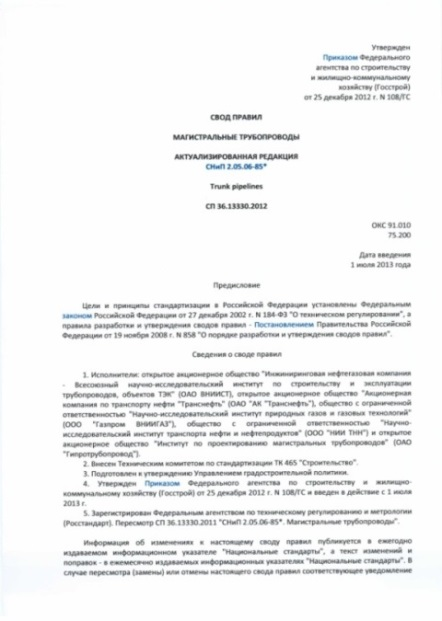 Утвержден
Приказом Федерального
агентства по строительству
и жилищно-коммунальному
хозяйству (Госстрой)
от 25 декабря 2012 г. N 108/ГС
СВОД ПРАВИЛ
МАГИСТРАЛЬНЫЕ ТРУБОПРОВОДЫ
АКТУАЛИЗИРОВАННАЯ РЕДАКЦИЯ
СНиП 2.05.06-85*
Trunk pipelines
СП 36.13330.2012
ОКС 91.010
75.200
Дата введения
1 июля 2013 года
Предисловие
Цели и принципы стандартизации в Российской Федерации установлены Федеральным
законом Российской Федерации от 27 декабря 2002 г. N 184-ФЗ "О техническом регулировании", а
правила разработки и утверждения сводов правил - Постановлением Правительства Российской
Федерации от 19 ноября 2008 г. N 858 "О порядке разработки и утверждения сводов правил".
Сведения о своде правил
1. Исполнители: открытое акционерное общество "Инжиниринговая нефтегазовая компания
- Всесоюзный научно-исследовательский институт по строительству и эксплуатации
трубопроводов, объектов ТЭК" (ОАО ВНИИСТ), открытое акционерное общество "Акционерная
компания по транспорту нефти "Транснефть" (ОАО "АК "Транснефть"), общество с ограниченной
ответственностью "Научно-исследовательский институт природных газов и газовых технологий"
(ООО "Газпром ВНИИГАЗ"), общество с ограниченной ответственностью "Научно-
исследовательский институт транспорта нефти и нефтепродуктов" (ООО "НИИ ТНН") и открытое
акционерное общество "Институт по проектированию магистральных трубопроводов" (ОАО
"Гипротрубопровод").
2. Внесен Техническим комитетом по стандартизации ТК 465 "Строительство".
3. Подготовлен к утверждению Управлением градостроительной политики.
4. Утвержден Приказом Федерального агентства по строительству и жилищно-
коммунальному хозяйству (Госстрой) от 25 декабря 2012 г. N 108/ГС и введен в действие с 1 июля
2013 г.
5. Зарегистрирован Федеральным агентством по техническому регулированию и метрологии
(Росстандарт). Пересмотр СП 36.13330.2011 "СНиП 2.05.06-85*. Магистральные трубопроводы".
Информация об изменениях к настоящему своду правил публикуется в ежегодно
издаваемом информационном указателе "Национальные стандарты", а текст изменений и
поправок - в ежемесячно издаваемых информационных указателях "Национальные стандарты". В
случае пересмотра (замены) или отмены настоящего свода правил соответствующее уведомление